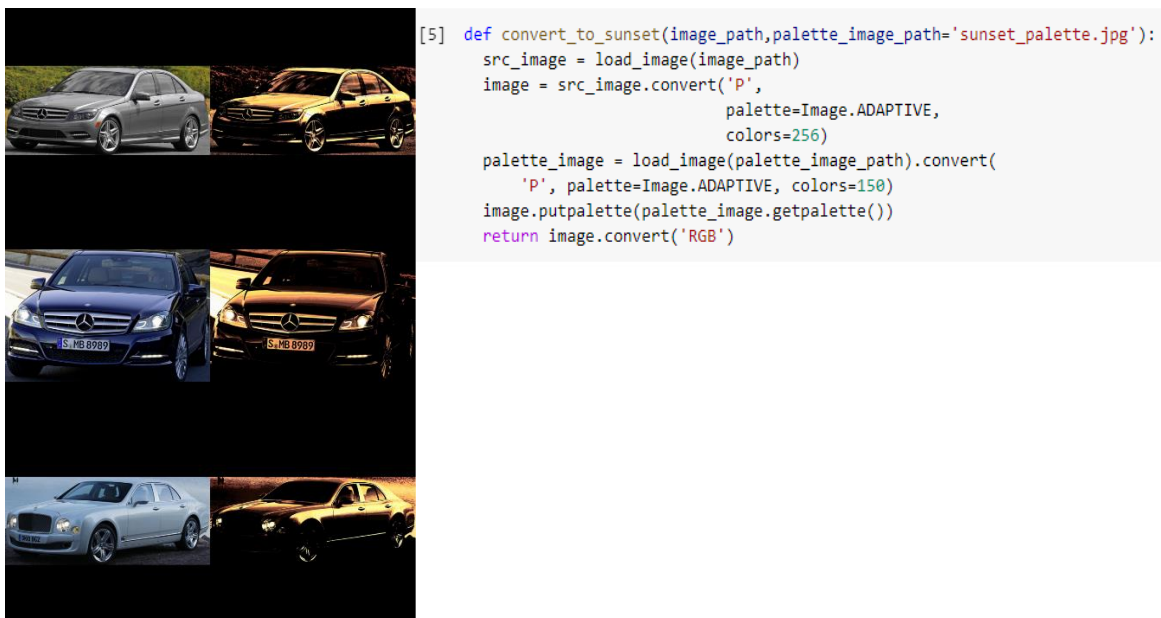 [5] def convert_to_sunset(image_path,palette_image_path='sunset_palette.jpg'):
src_image = load_image(image_path)
image = src_image.convert('P',
palette=Image.ADAPTIVE,
colors=256)
palette_image = load_image(palette_image_path).convert(
'P', palette=Image.ADAPTIVE, colors=150)
image.putpalette(palette_image.getpalette())
return image.convert('RGB')
S MB 8989
S MB 8989